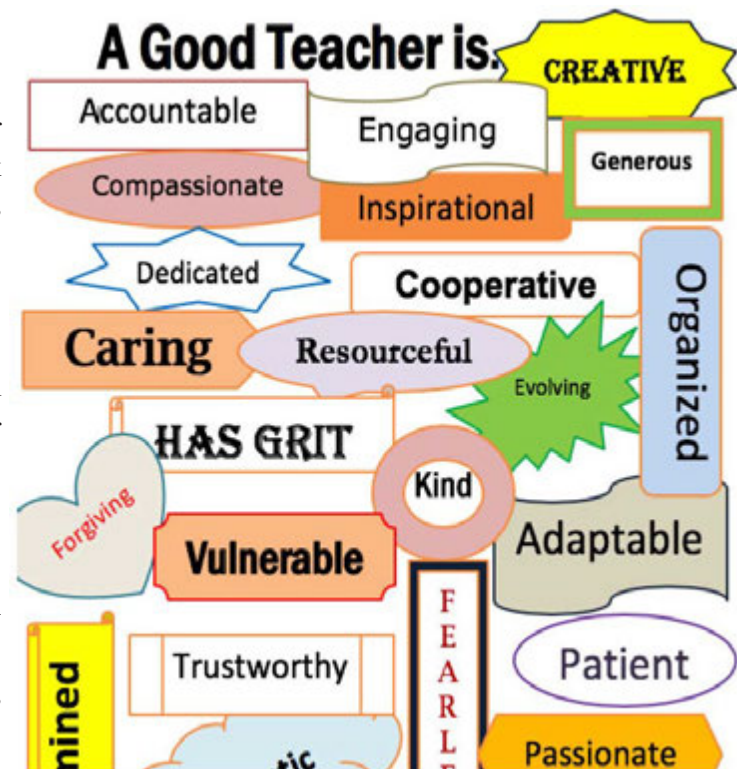 A Good Teacher is.
CREATIVE
Accountable
Engaging
Generous
Compassionate
Inspirational
Dedicated
Cooperative
Organized
Caring
Resourceful
Evolving
HAS GRIT
Kind
Forgiving
Vulnerable
Adaptable
F
E
A
R
L
Trustworthy
Patient
Passionate